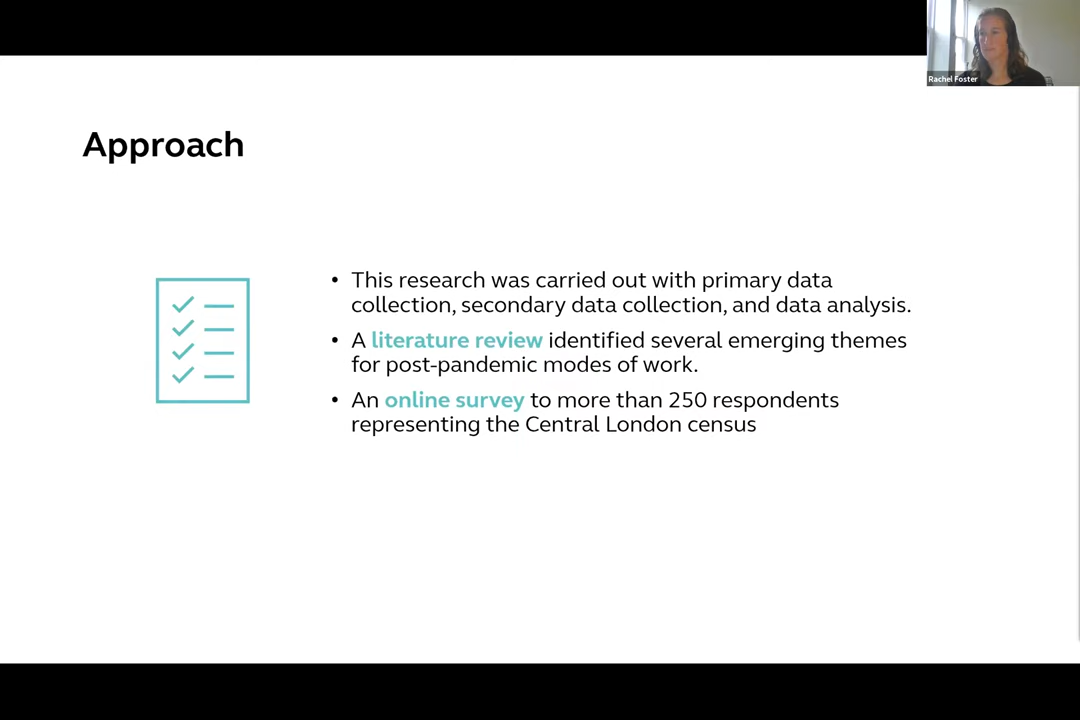 Rachel Foster
Approach
• This research was carried out with primary data
collection, secondary data collection, and data analysis.
• A literature review identified several emerging themes
for post-pandemic modes of work.
• An online survey to more than 250 respondents
representing the Central London census